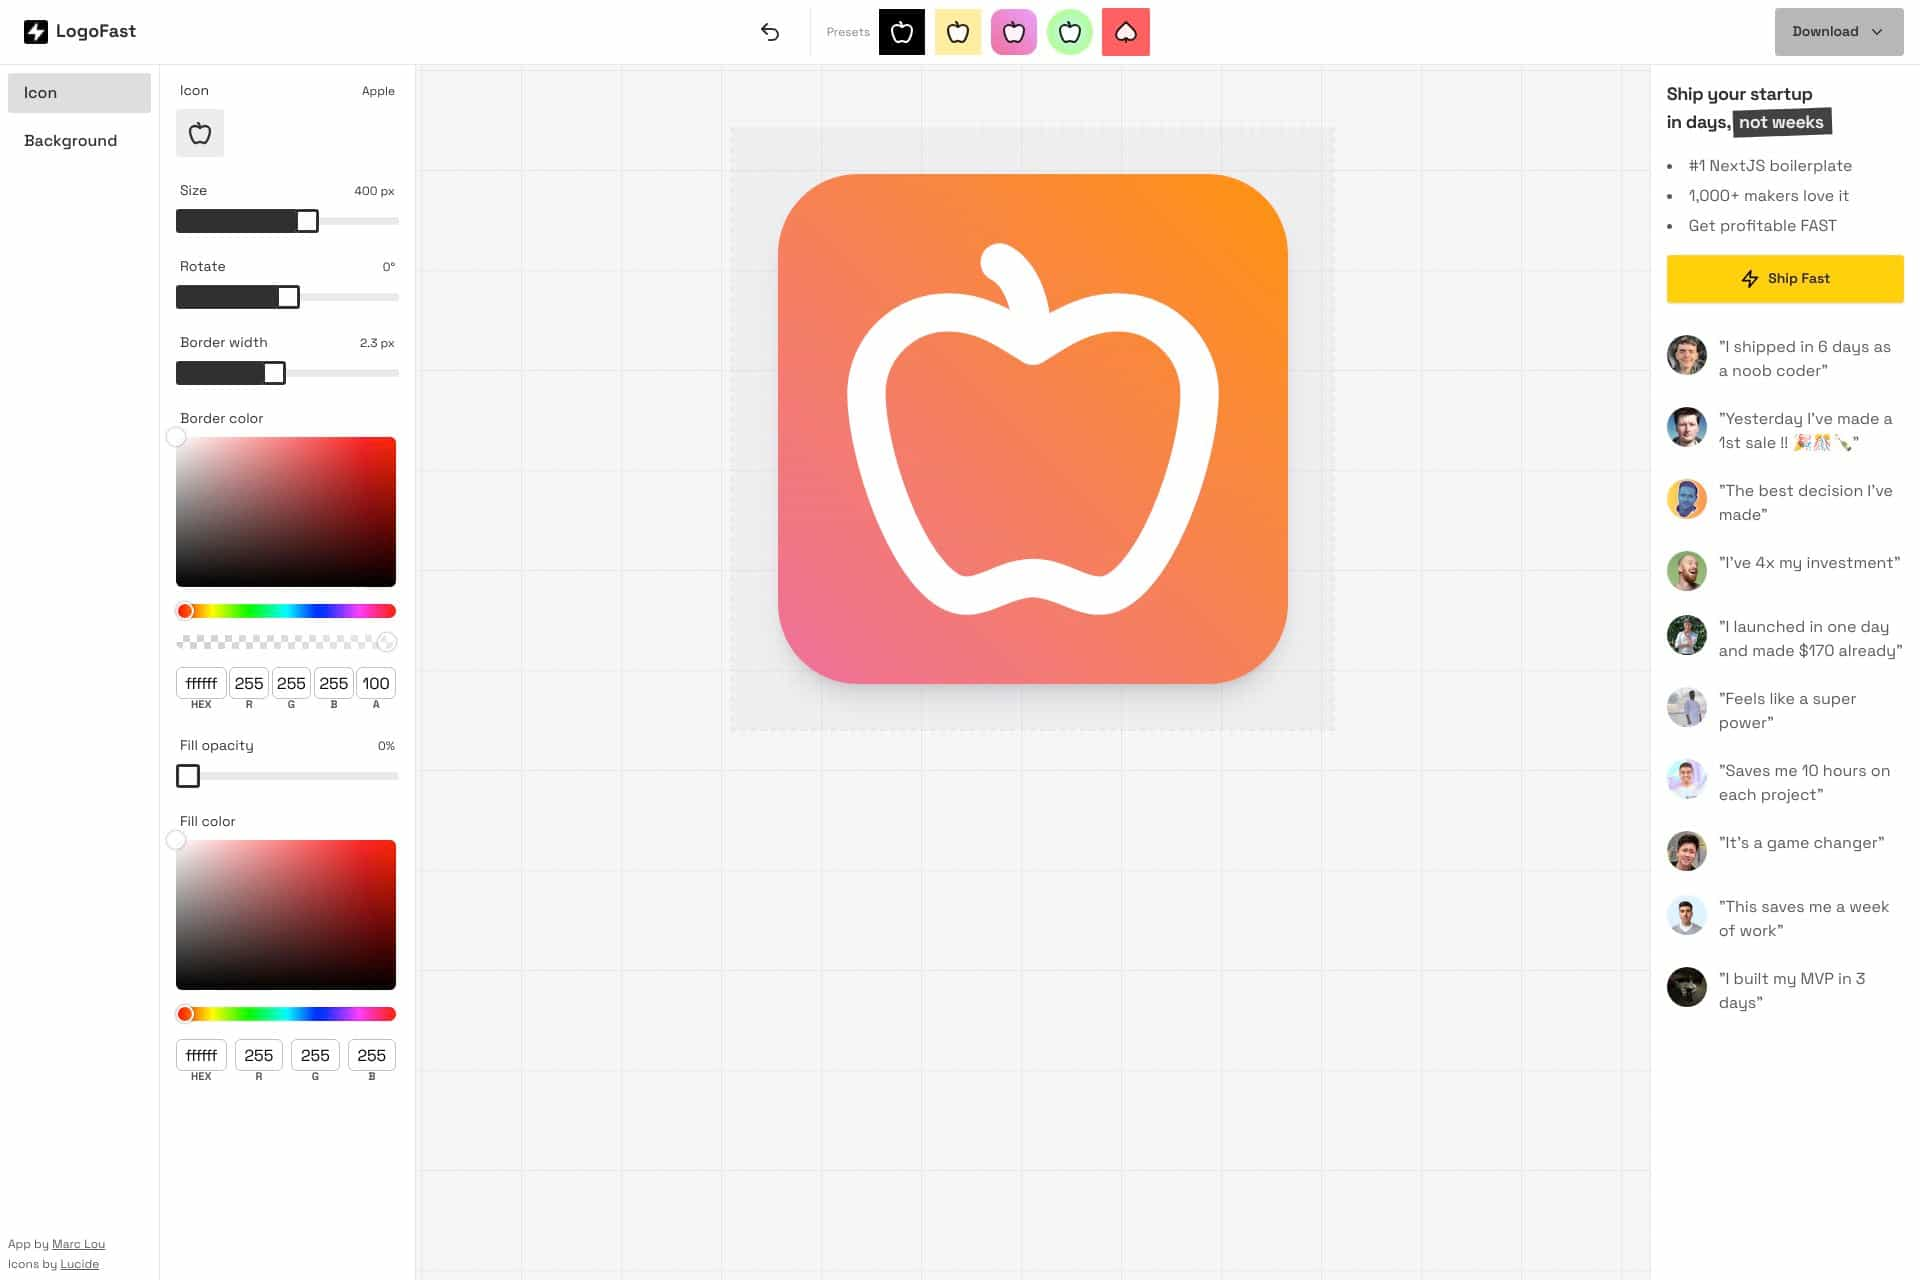 LogoFast
Presets
Download
Icon
Background
Icon
Apple
Size
400 px
Rotate
0°
Border width
2.3 px
Border color
ffffff
255
255
255
100
HEX
R
G
B
A
Fill opacity
0%
Fill color
ffffff
255
255
255
HEX
R
G
B
App by Marc Lou
Icons by Lucide
Ship your startup
in days, not weeks
• #1 NextJS boilerplate
• 1,000+ makers love it
• Get profitable FAST
Ship Fast
"I shipped in 6 days as
a noob coder"
"Yesterday I've made a
1st sale !! 🎉🎊🍾"
"The best decision I've
made"
"I've 4x my investment"
"I launched in one day
and made $170 already"
"Feels like a super
power"
"Saves me 10 hours on
each project"
"It's a game changer"
"This saves me a week
of work"
"I built my MVP in 3
days"